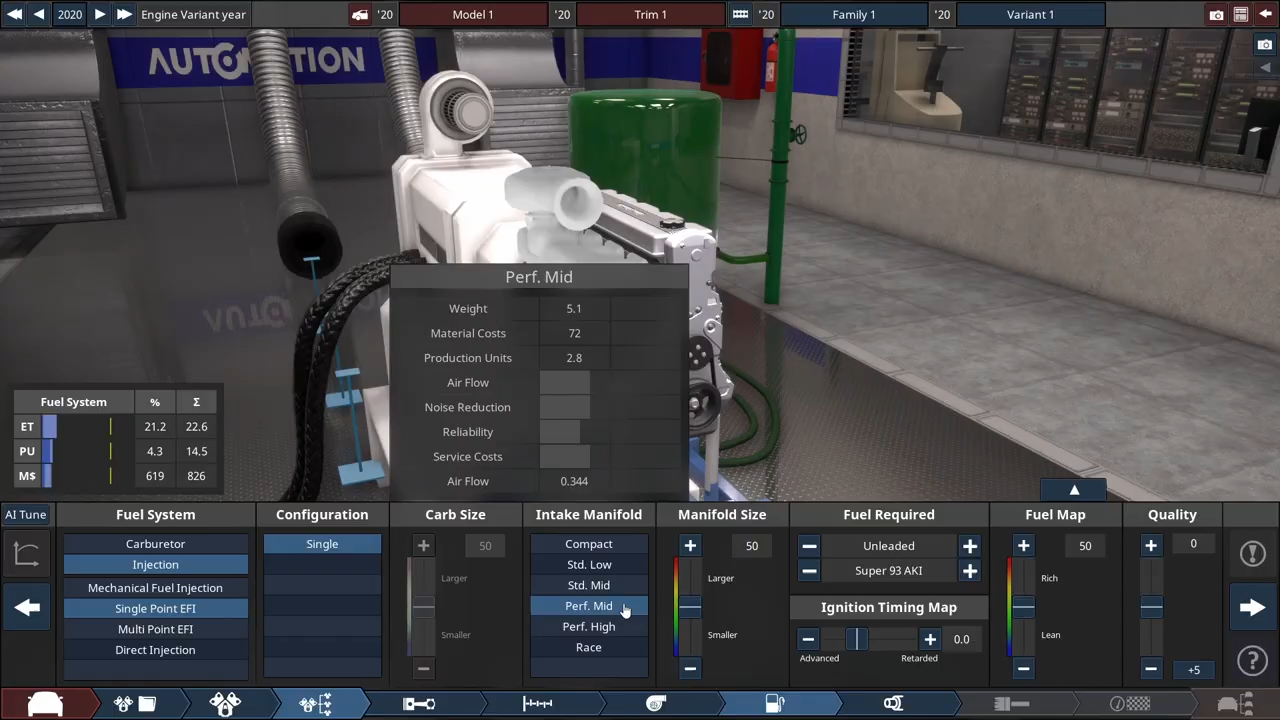 2020 Engine Variant year '20 Model 1 '20 Trim 1 '20 Family 1 '20 Variant 1
AUTOMATION
Perf. Mid
Weight 5.1
Material Costs 72
Production Units 2.8
Air Flow
Noise Reduction
Reliability
Service Costs
Air Flow 0.344
Fuel System % Σ
ET 21.2 22.6
PU 4.3 14.5
M$ 619 826
AI Tune
Fuel System
Carburetor
Injection
Mechanical Fuel Injection
Single Point EFI
Multi Point EFI
Direct Injection
Configuration
Single
Carb Size
50
Larger
Smaller
Intake Manifold
Compact
Std. Low
Std. Mid
Perf. Mid
Perf. High
Race
Manifold Size
50
Larger
Smaller
Fuel Required
Unleaded
Super 93 AKI
Ignition Timing Map
0.0
Advanced Retarded
Fuel Map
50
Rich
Lean
Quality
0
+5